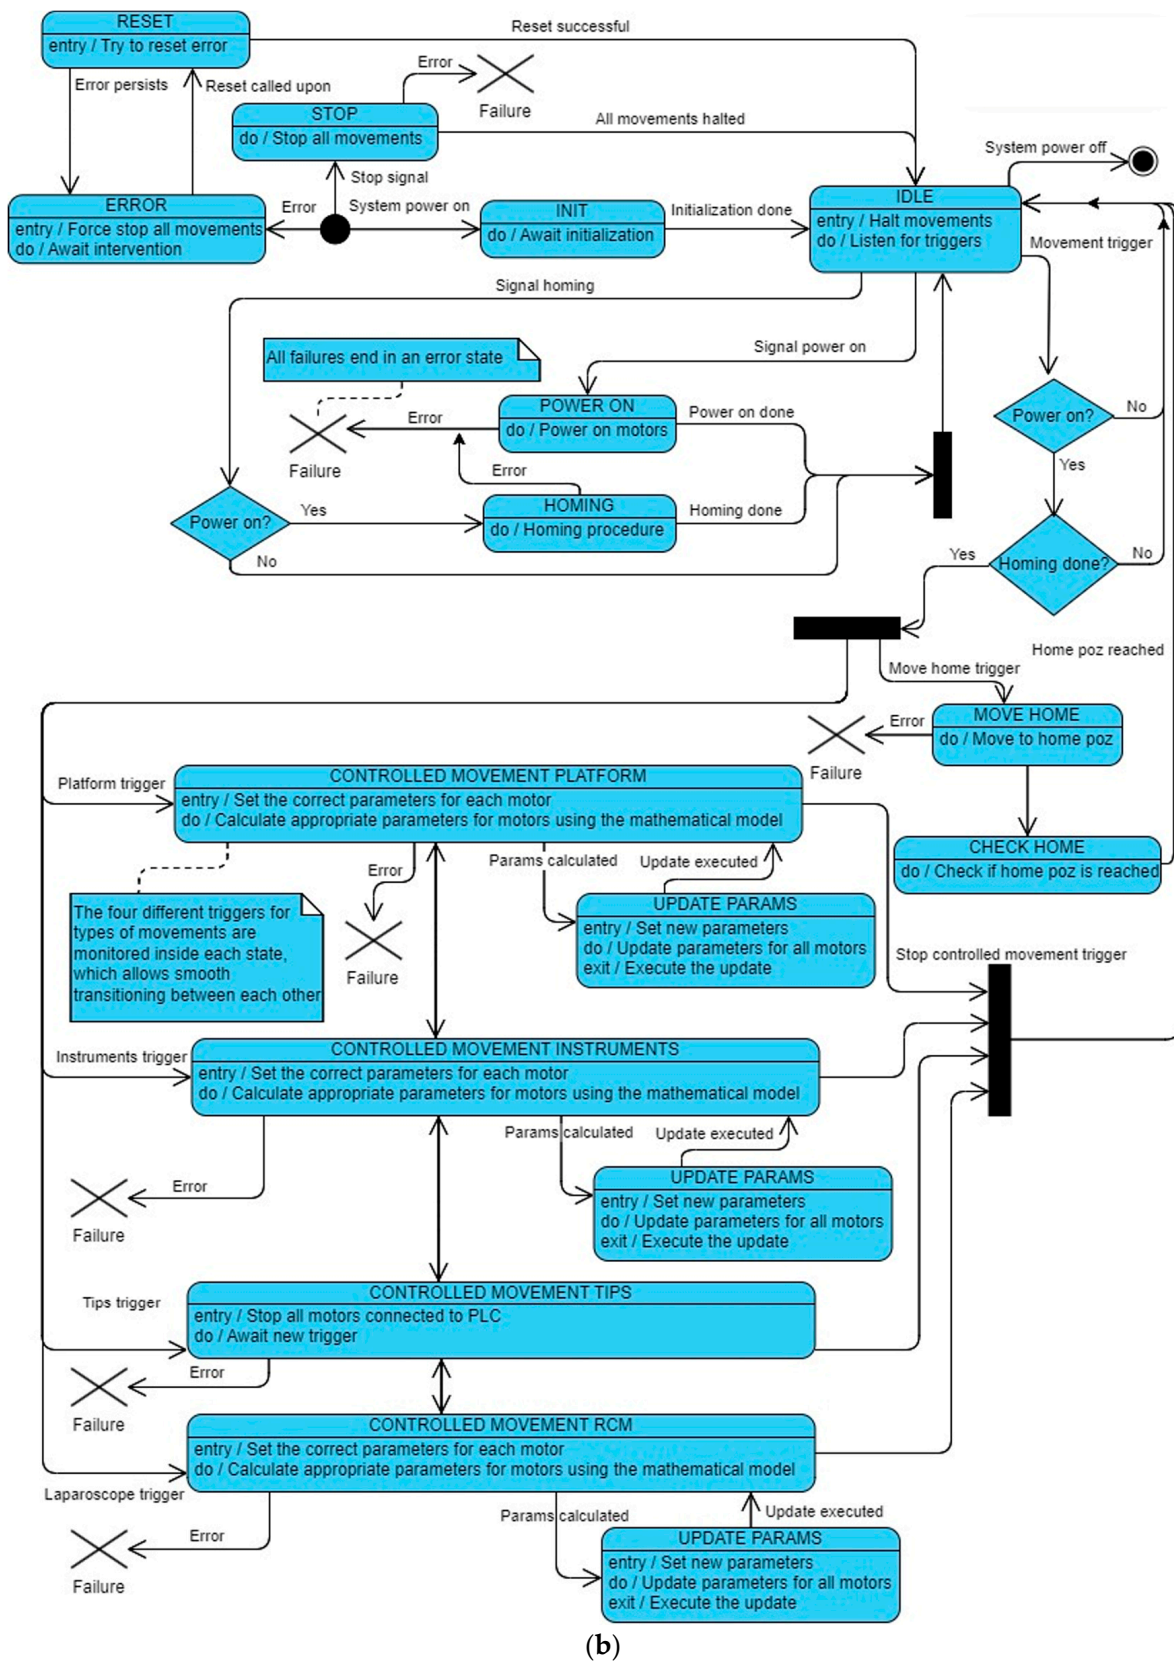 RESET
entry / Try to reset error
Reset successful
Error persists
Reset called upon
Error
Failure
STOP
do / Stop all movements
All movements halted
System power off
Stop signal
ERROR
entry / Force stop all movements
do / Await intervention
Error
System power on
INIT
do / Await initialization
Initialization done
IDLE
entry / Halt movements
do / Listen for triggers
Movement trigger
Signal homing
Signal power on
All failures end in an error state
Failure
Error
POWER ON
do / Power on motors
Power on done
Power on?
No
Yes
Error
Power on?
Yes
HOMING
do / Homing procedure
Homing done
No
Homing done?
Yes
No
Home poz reached
Move home trigger
MOVE HOME
do / Move to home poz
Error
Failure
CHECK HOME
do / Check if home poz is reached
Platform trigger
CONTROLLED MOVEMENT PLATFORM
entry / Set the correct parameters for each motor
do / Calculate appropriate parameters for motors using the mathematical model
Error
Failure
Params calculated
Update executed
UPDATE PARAMS
entry / Set new parameters
do / Update parameters for all motors
exit / Execute the update
The four different triggers for
types of movements are
monitored inside each state,
which allows smooth
transitioning between each other
Stop controlled movement trigger
Instruments trigger
CONTROLLED MOVEMENT INSTRUMENTS
entry / Set the correct parameters for each motor
do / Calculate appropriate parameters for motors using the mathematical model
Error
Failure
Params calculated
Update executed
UPDATE PARAMS
entry / Set new parameters
do / Update parameters for all motors
exit / Execute the update
Tips trigger
CONTROLLED MOVEMENT TIPS
entry / Stop all motors connected to PLC
do / Await new trigger
Error
Failure
CONTROLLED MOVEMENT RCM
entry / Set the correct parameters for each motor
do / Calculate appropriate parameters for motors using the mathematical model
Laparoscope trigger
Error
Failure
Params calculated
Update executed
UPDATE PARAMS
entry / Set new parameters
do / Update parameters for all motors
exit / Execute the update
(b)